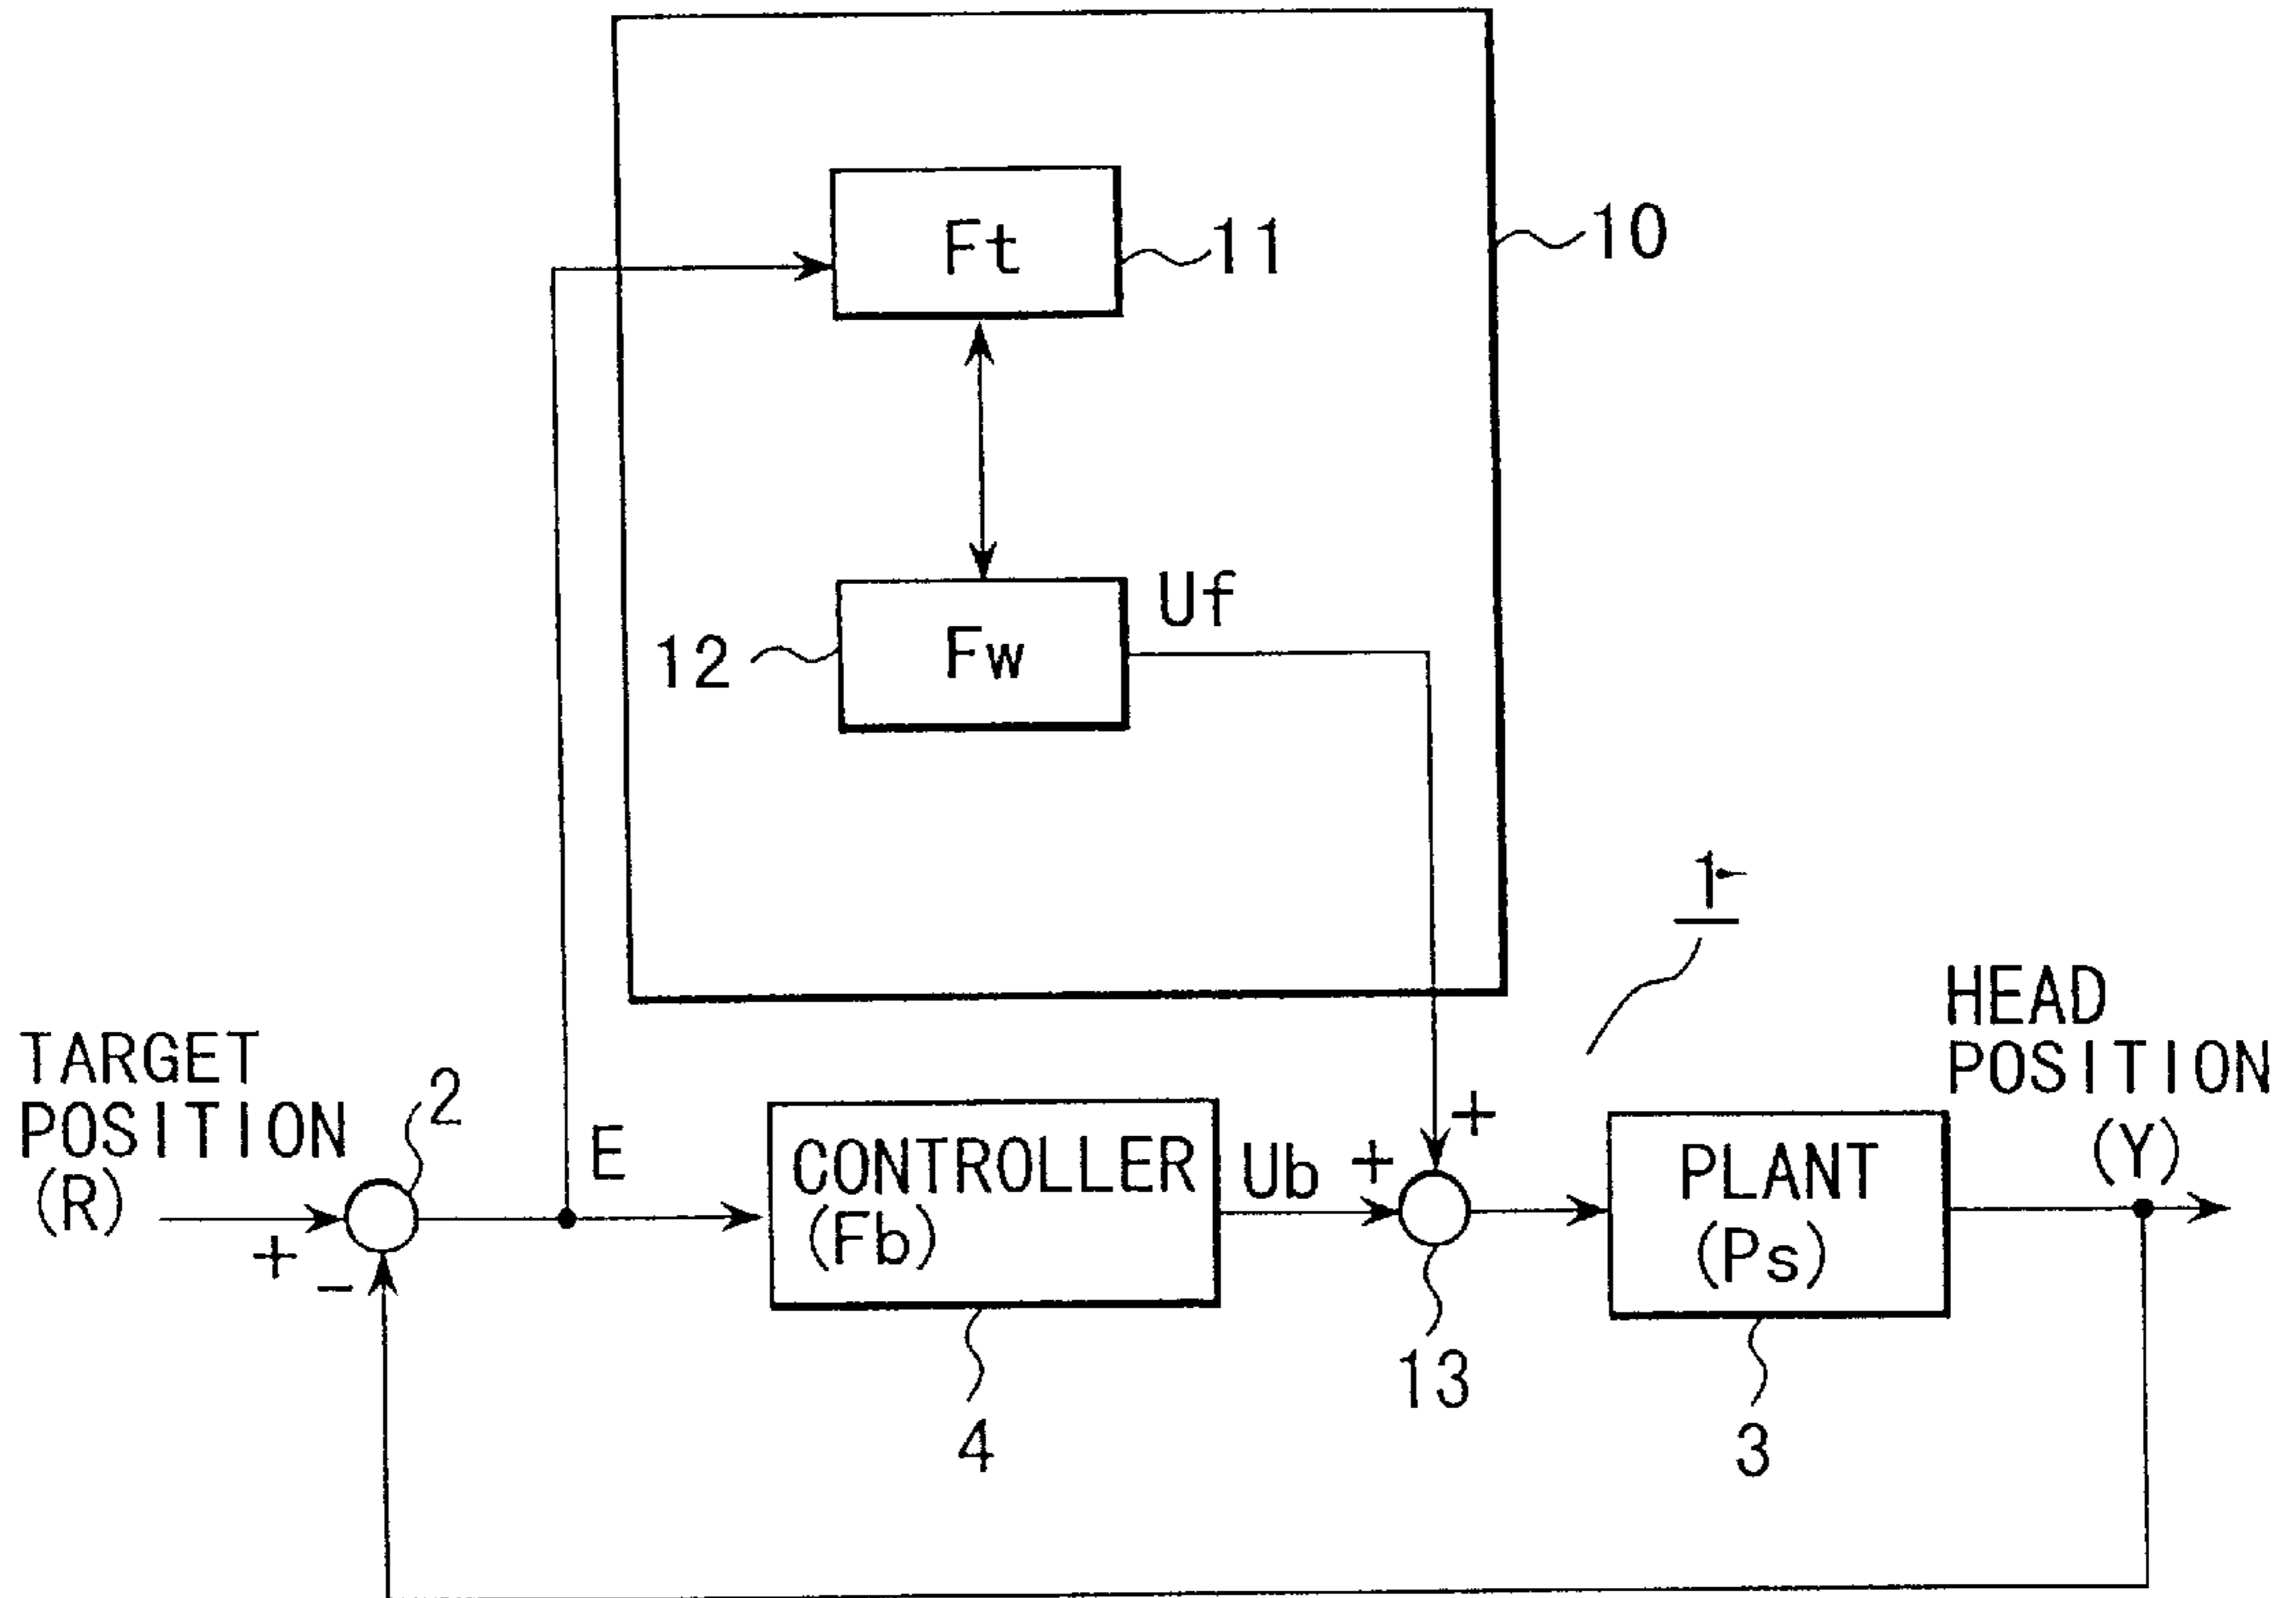 Ft
11
10
Uf
12
Fw
1
HEAD
POSITION
(Y)
TARGET
POSITION
(R)
2
E
+
-
CONTROLLER
(Fb)
Ub
+
+
PLANT
(Ps)
4
13
3